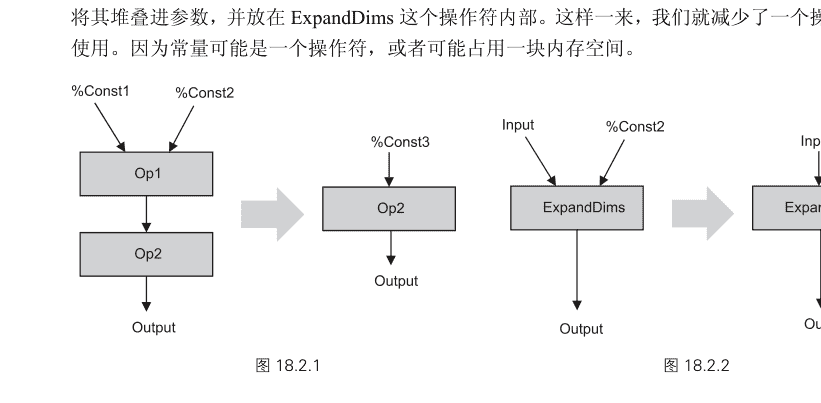 将其堆叠进参数，并放在 ExpandDims 这个操作符内部。这样一来，我们就减少了一个操
使用。因为常量可能是一个操作符，或者可能占用一块内存空间。
%Const1
%Const2
Op1
Op2
Output
%Const3
Op2
Output
图 18.2.1
Input
%Const2
ExpandDims
Output
Inp
Expan
Ou
图 18.2.2